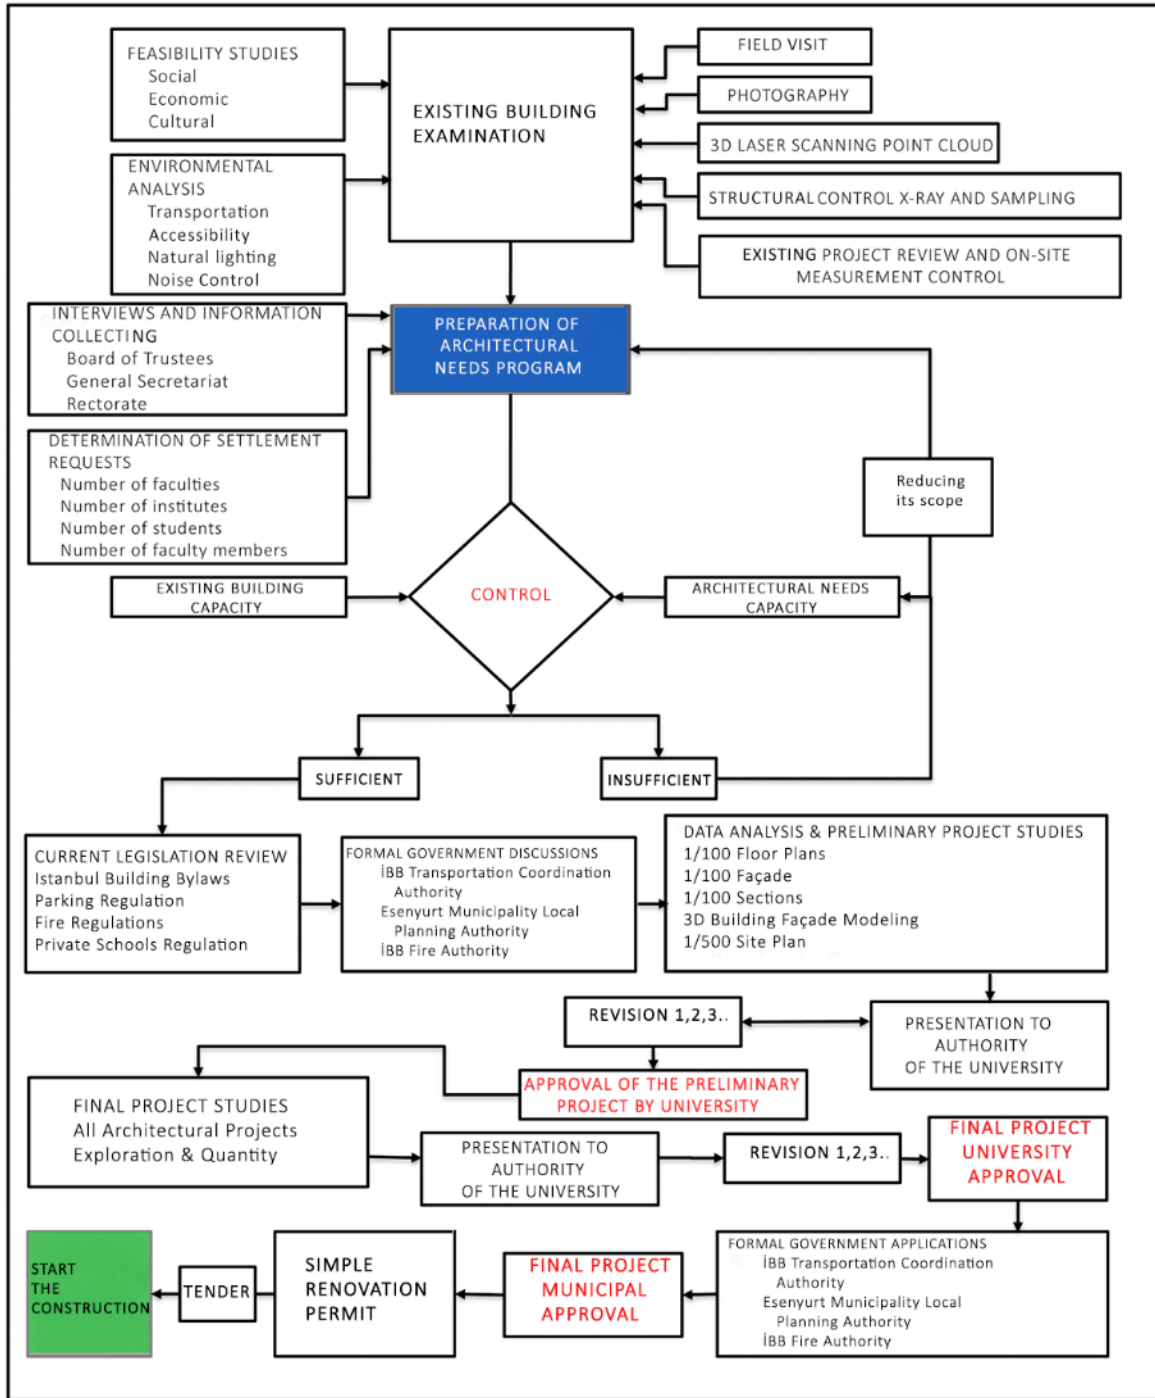 FEASIBILITY STUDIES
Social
Economic
Cultural
EXISTING BUILDING
EXAMINATION
FIELD VISIT
PHOTOGRAPHY
3D LASER SCANNING POINT CLOUD
STRUCTURAL CONTROL X-RAY AND SAMPLING
EXISTING PROJECT REVIEW AND ON-SITE
MEASUREMENT CONTROL
ENVIRONMENTAL
ANALYSIS
Transportation
Accessibility
Natural lighting
Noise Control
INTERVIEWS AND INFORMATION
COLLECTING
Board of Trustees
General Secretariat
Rectorate
PREPARATION OF
ARCHITECTURAL
NEEDS PROGRAM
DETERMINATION OF SETTLEMENT
REQUESTS
Number of faculties
Number of institutes
Number of students
Number of faculty members
Reducing
its scope
EXISTING BUILDING
CAPACITY
CONTROL
ARCHITECTURAL NEEDS
CAPACITY
SUFFICIENT
INSUFFICIENT
CURRENT LEGISLATION REVIEW
Istanbul Building Bylaws
Parking Regulation
Fire Regulations
Private Schools Regulation
FORMAL GOVERNMENT DISCUSSIONS
İBB Transportation Coordination
Authority
Esenyurt Municipality Local
Planning Authority
İBB Fire Authority
DATA ANALYSIS & PRELIMINARY PROJECT STUDIES
1/100 Floor Plans
1/100 Façade
1/100 Sections
3D Building Façade Modeling
1/500 Site Plan
REVISION 1,2,3..
PRESENTATION TO
AUTHORITY
OF THE UNIVERSITY
APPROVAL OF THE PRELIMINARY
PROJECT BY UNIVERSITY
FINAL PROJECT STUDIES
All Architectural Projects
Exploration & Quantity
PRESENTATION TO
AUTHORITY
OF THE UNIVERSITY
REVISION 1,2,3..
FINAL PROJECT
UNIVERSITY
APPROVAL
START
THE
CONSTRUCTION
TENDER
SIMPLE
RENOVATION
PERMIT
FINAL PROJECT
MUNICIPAL
APPROVAL
FORMAL GOVERNMENT APPLICATIONS
İBB Transportation Coordination
Authority
Esenyurt Municipality Local
Planning Authority
İBB Fire Authority